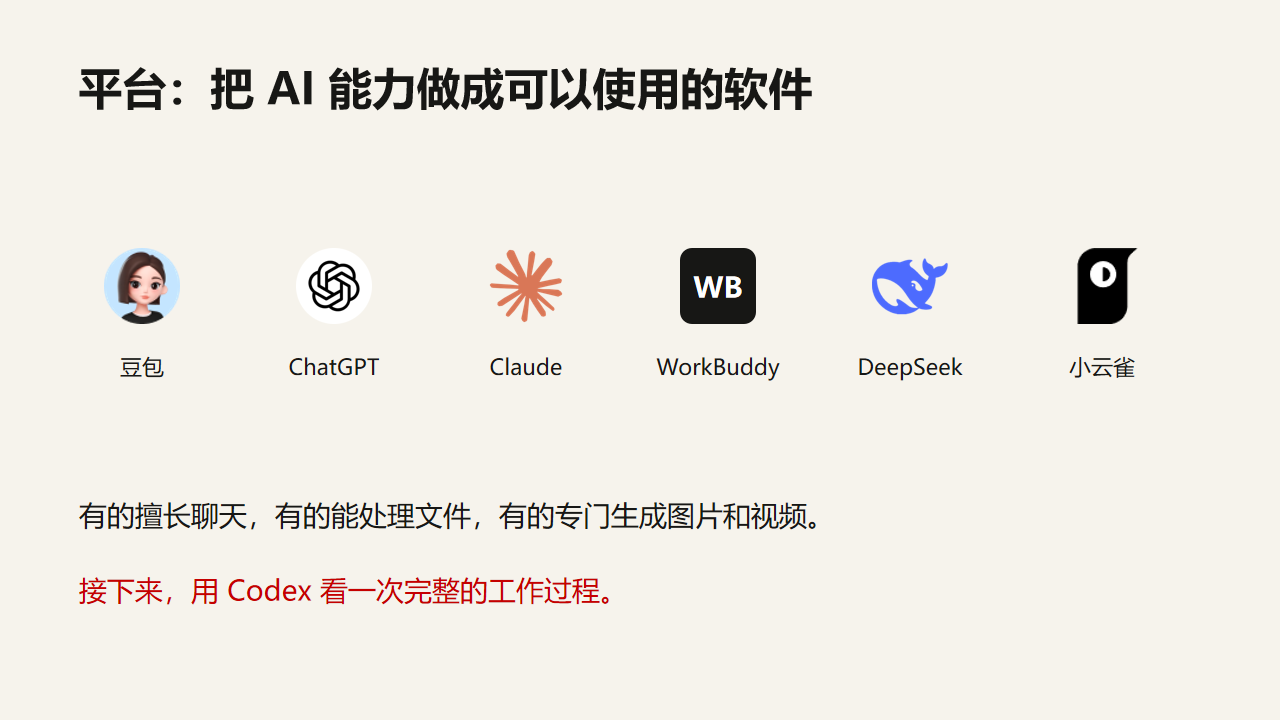 平台：把 AI 能力做成可以使用的软件
WB
豆包
ChatGPT
Claude
WorkBuddy
DeepSeek
小云雀
有的擅长聊天，有的能处理文件，有的专门生成图片和视频。
接下来，用 Codex 看一次完整的工作过程。